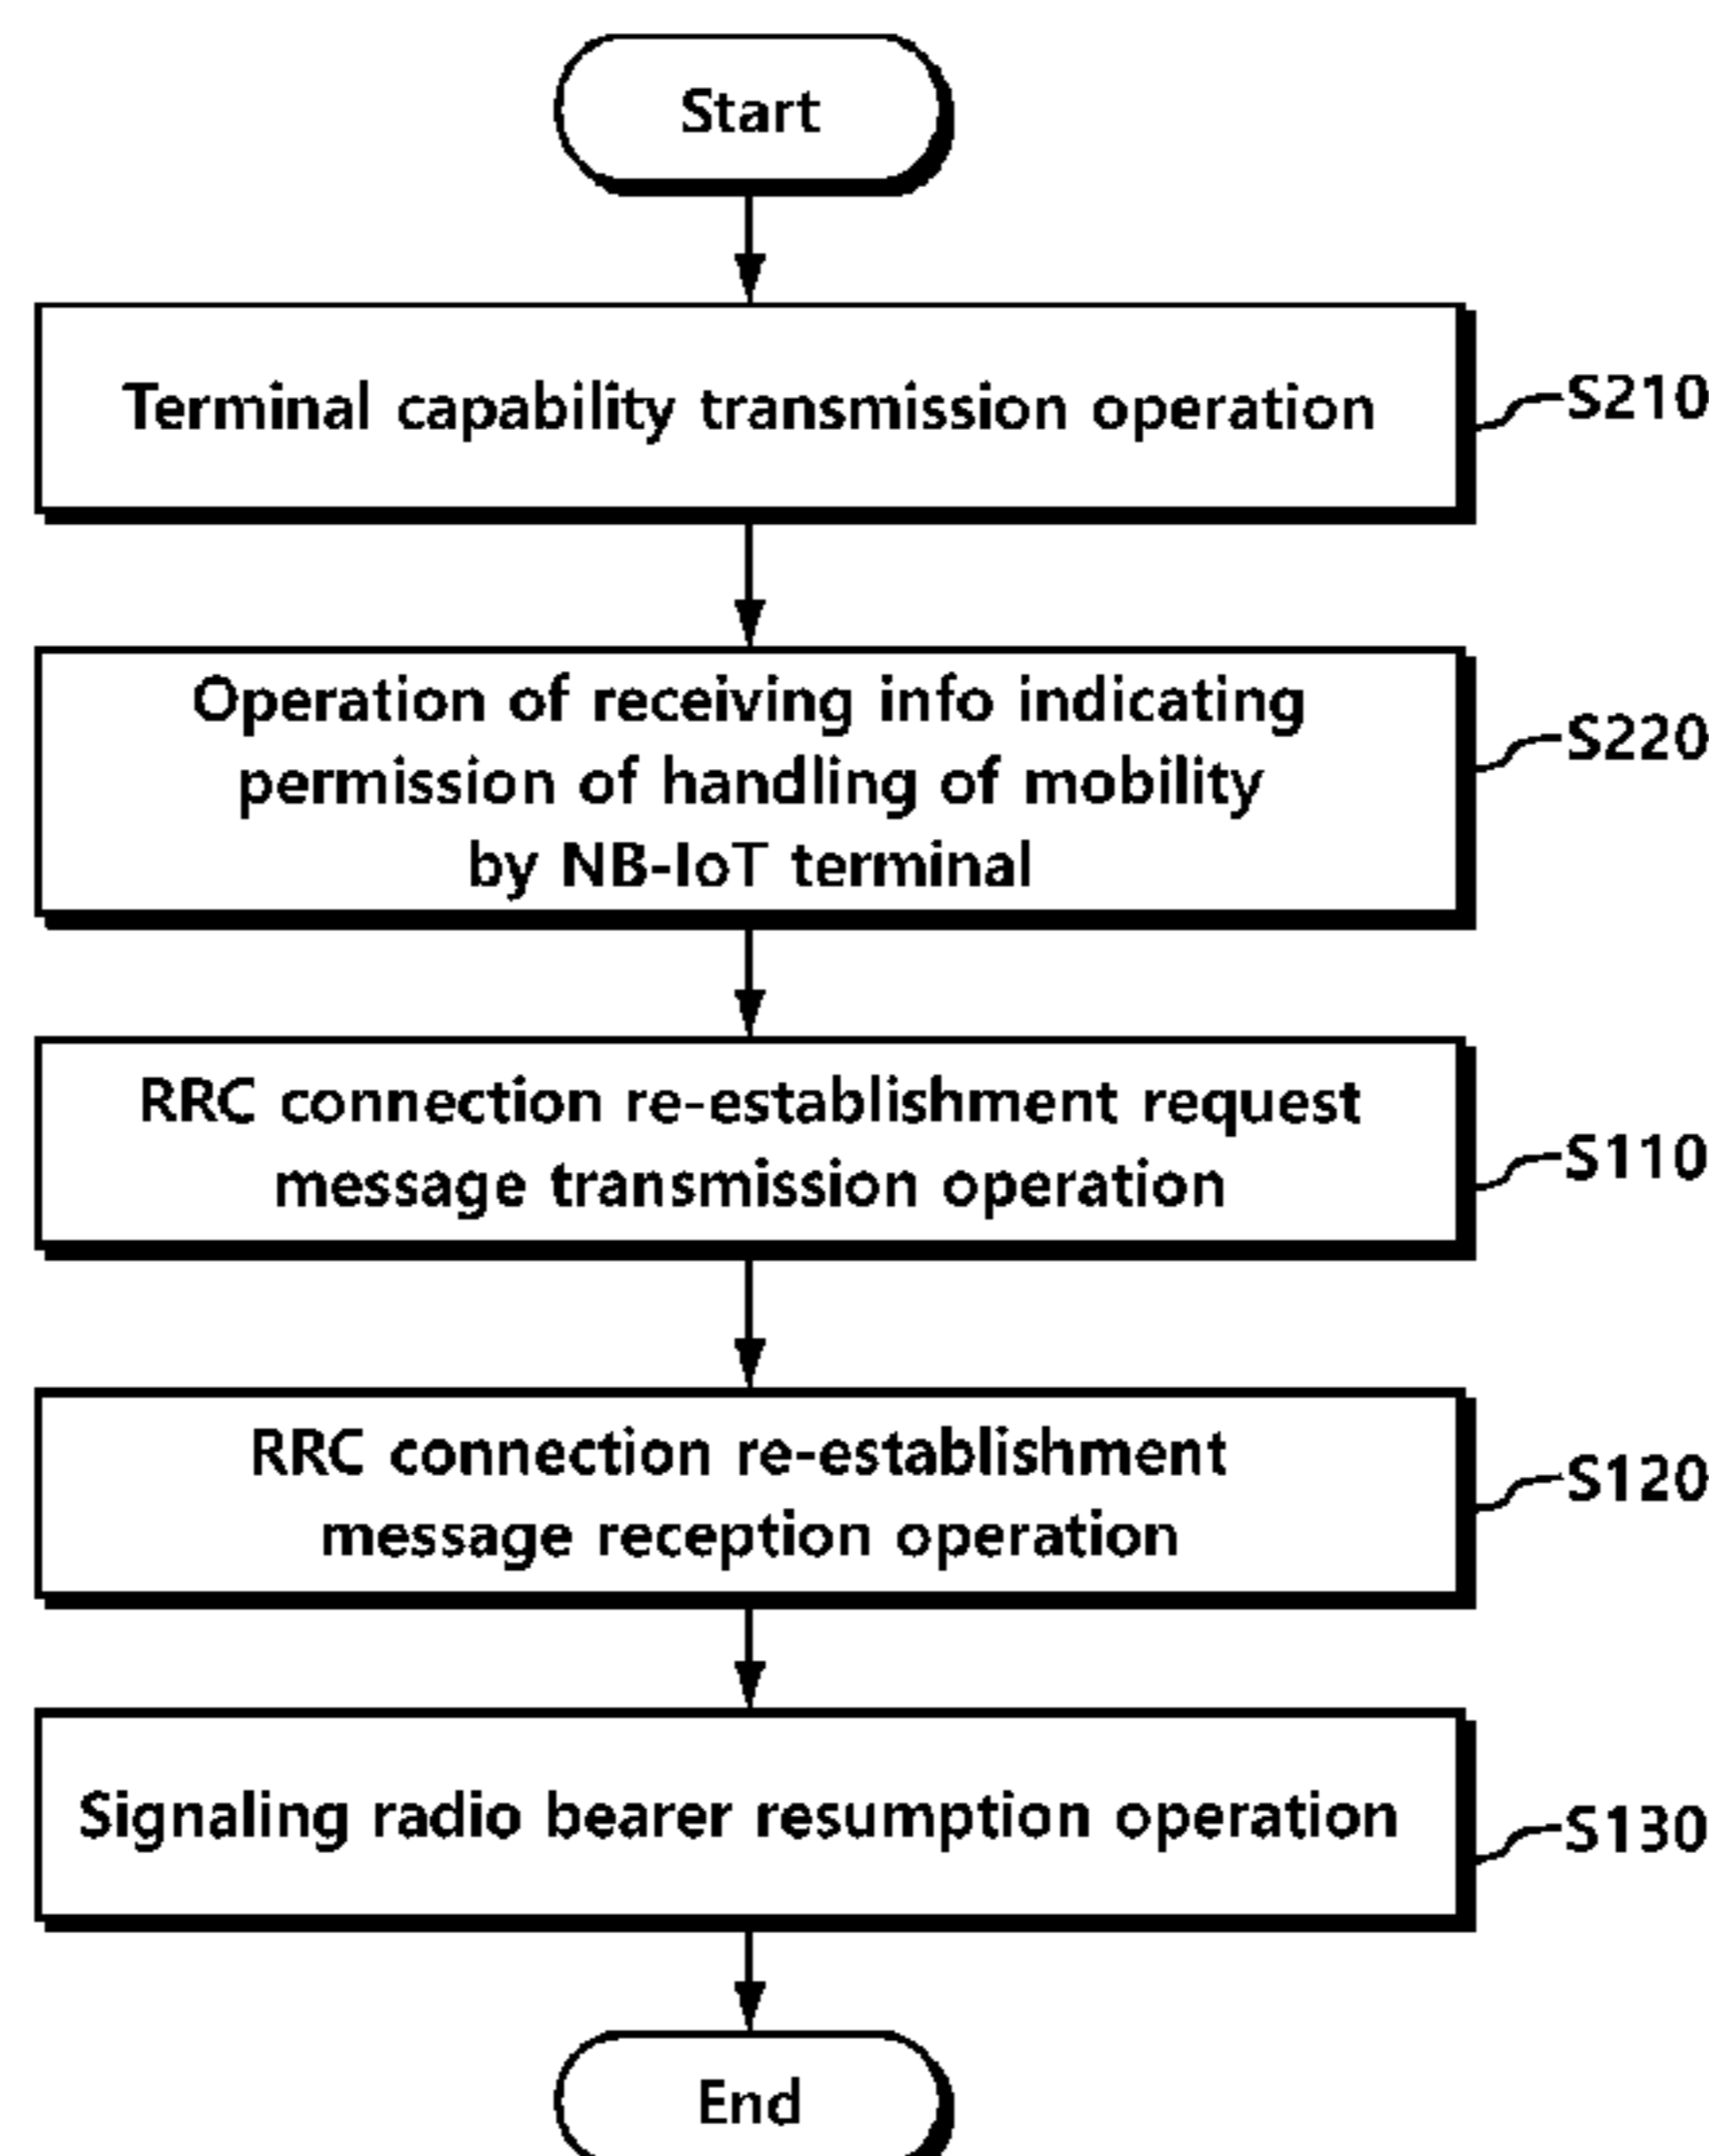 Start
Terminal capability transmission operation
S210
Operation of receiving info indicating
permission of handling of mobility
by NB-IoT terminal
S220
RRC connection re-establishment request
message transmission operation
S110
RRC connection re-establishment
message reception operation
S120
Signaling radio bearer resumption operation
S130
End